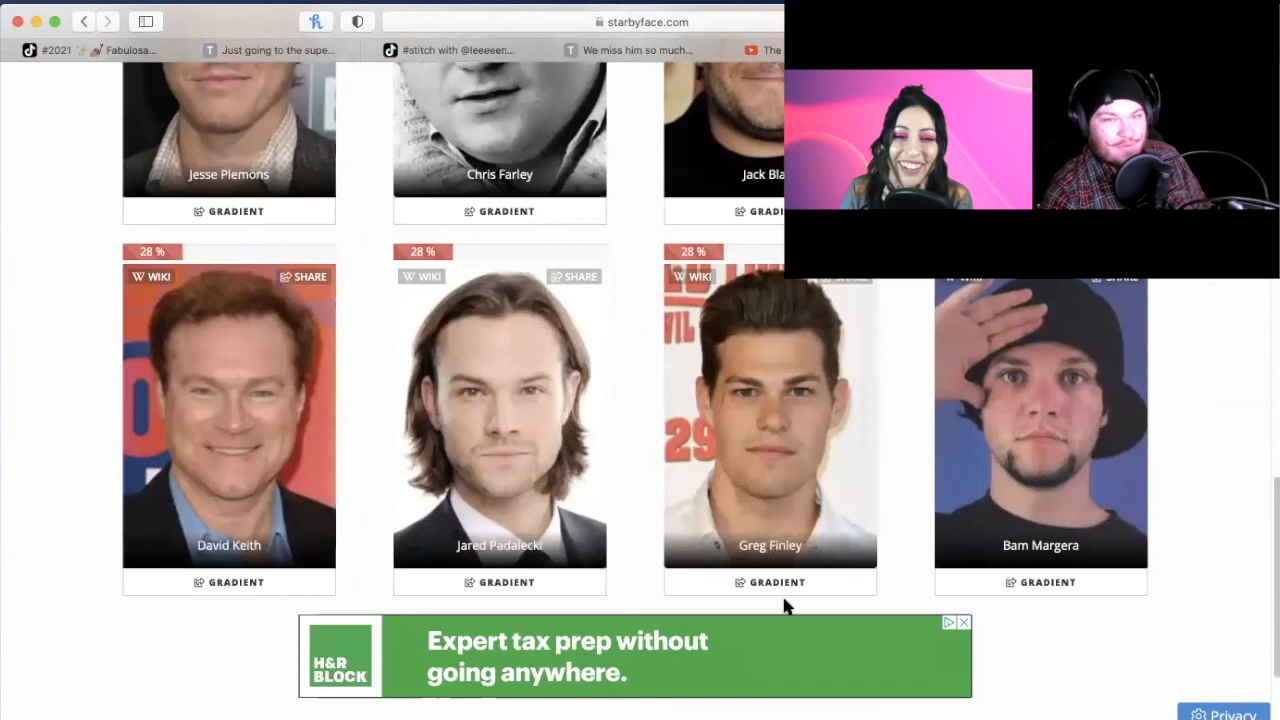 starbyface.com
#2021 ✨💅🏽 Fabulosa...
Just going to the supe...
#stitch with @leeeeen...
We miss him so much...
The
Jesse Plemons
Chris Farley
Jack Bla
GRADIENT
GRADIENT
GRADI
28 %
28 %
28 %
W WIKI
SHARE
W WIKI
SHARE
W WIKI
David Keith
Jared Padalecki
Greg Finley
Bam Margera
GRADIENT
GRADIENT
GRADIENT
GRADIENT
H&R
BLOCK
Expert tax prep without
going anywhere.
Privacy